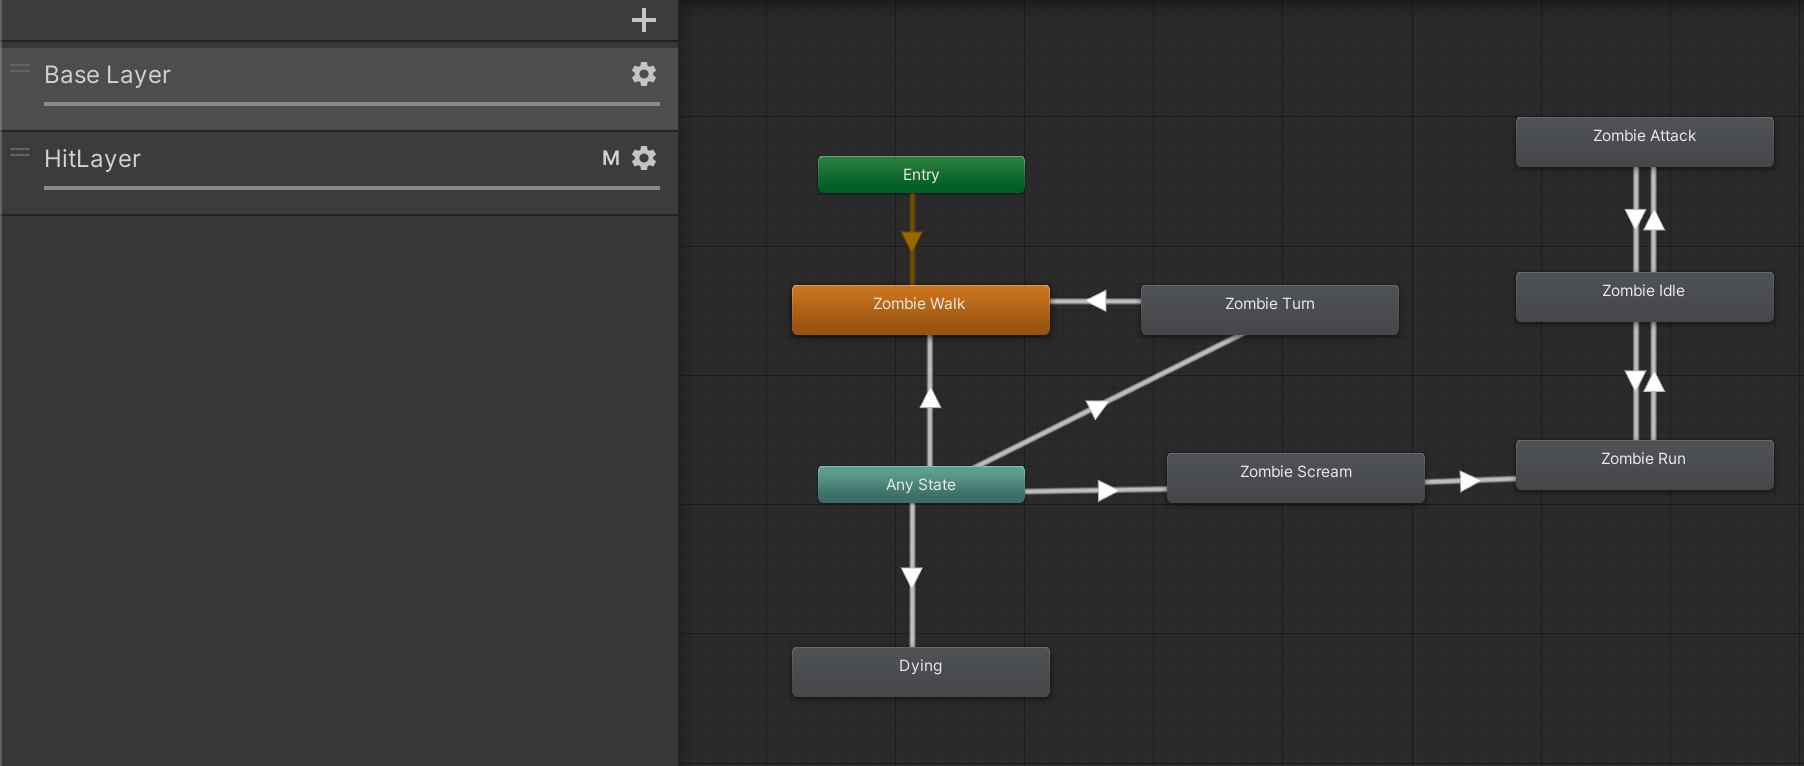 Base Layer
HitLayer
M
Entry
Zombie Walk
Zombie Turn
Any State
Zombie Scream
Dying
Zombie Attack
Zombie Idle
Zombie Run